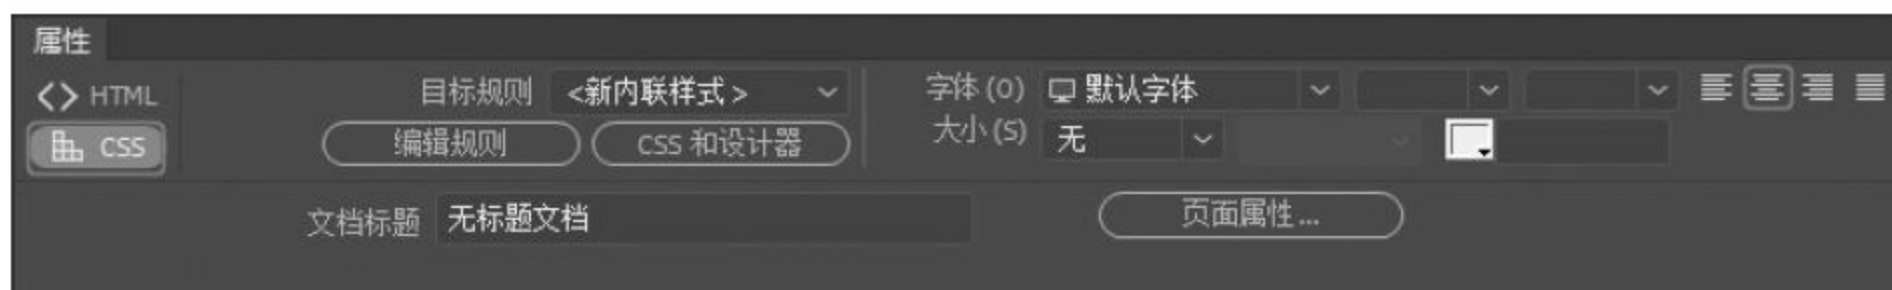 属性
HTML 目标规则 <新内联样式> 字体(O) 默认字体
CSS 编辑规则 CSS 和设计器 大小(S) 无
文档标题 无标题文档 页面属性...